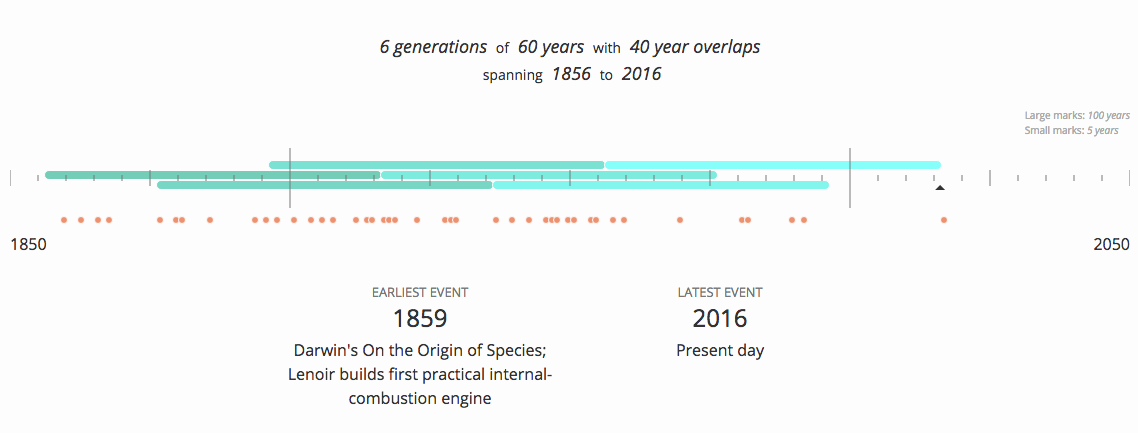 6 generations of 60 years with 40 year overlaps
spanning 1856 to 2016
Large marks: 100 years
Small marks: 5 years
1850
2050
EARLIEST EVENT
1859
Darwin's On the Origin of Species;
Lenoir builds first practical internal-
combustion engine
LATEST EVENT
2016
Present day